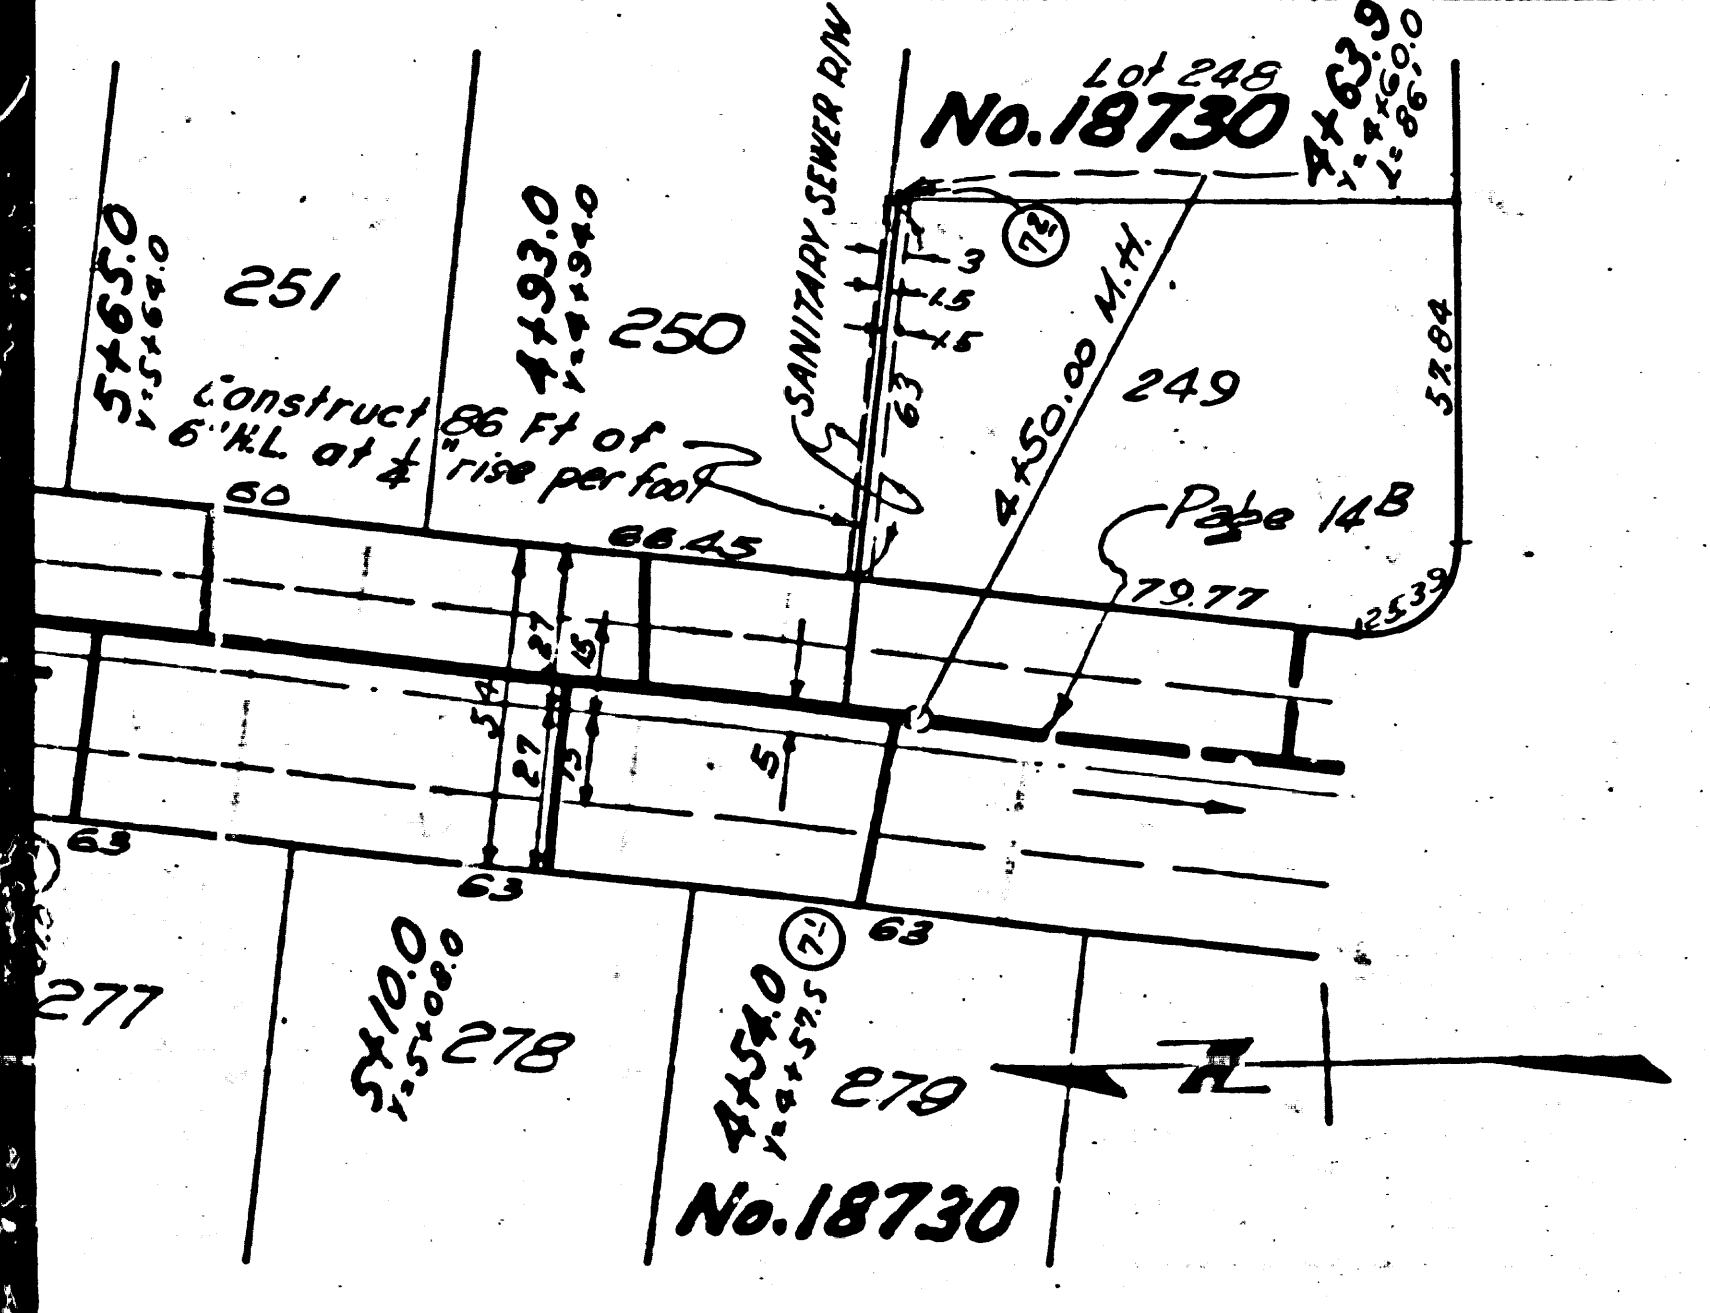 SANITARY SEWER R/W
Lot 248
No.18730
4+63.9
Y=4+60.0
L=86.0
5+65.0
Y=5+64.0
251
4+93.0
Y=4+94.0
250
7²
3
1.5
1.5
63
4+50.00 M.H.
249
57.84
Construct 86 Ft of
6" H.L. at ¼" rise per foot
60
66.45
Page 14B
79.77
25.39
27
15
54
27
15
5
63
63
63
7¹
277
5+10.0
Y=5+08.0
278
4+54.0
Y=4+57.5
279
N
No.18730